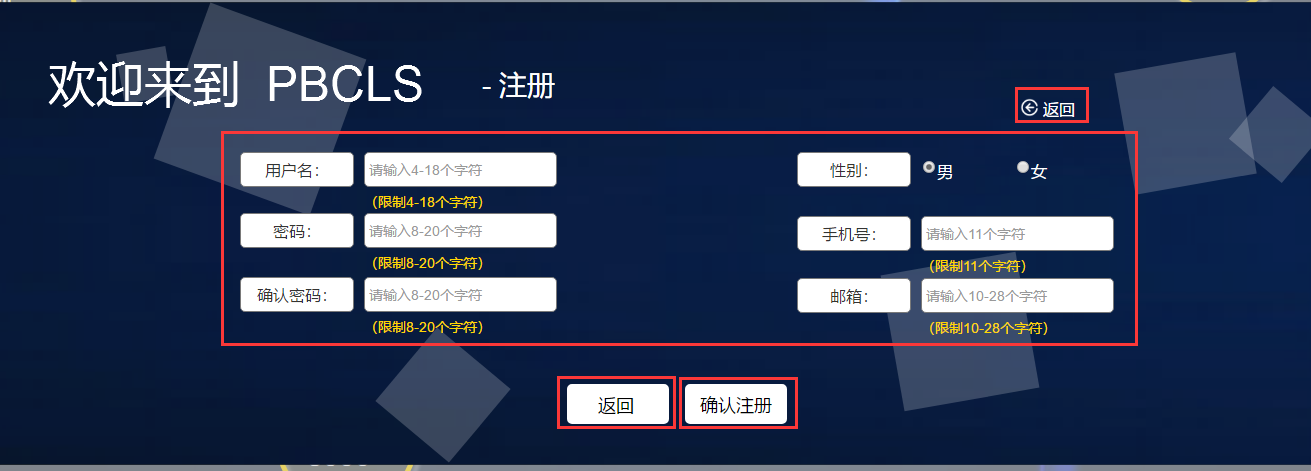 欢迎来到 PBCLS - 注册
返回
用户名：
请输入4-18个字符
(限制4-18个字符)
密码：
请输入8-20个字符
(限制8-20个字符)
确认密码：
请输入8-20个字符
(限制8-20个字符)
性别：
男 女
手机号：
请输入11个字符
(限制11个字符)
邮箱：
请输入10-28个字符
(限制10-28个字符)
返回 确认注册